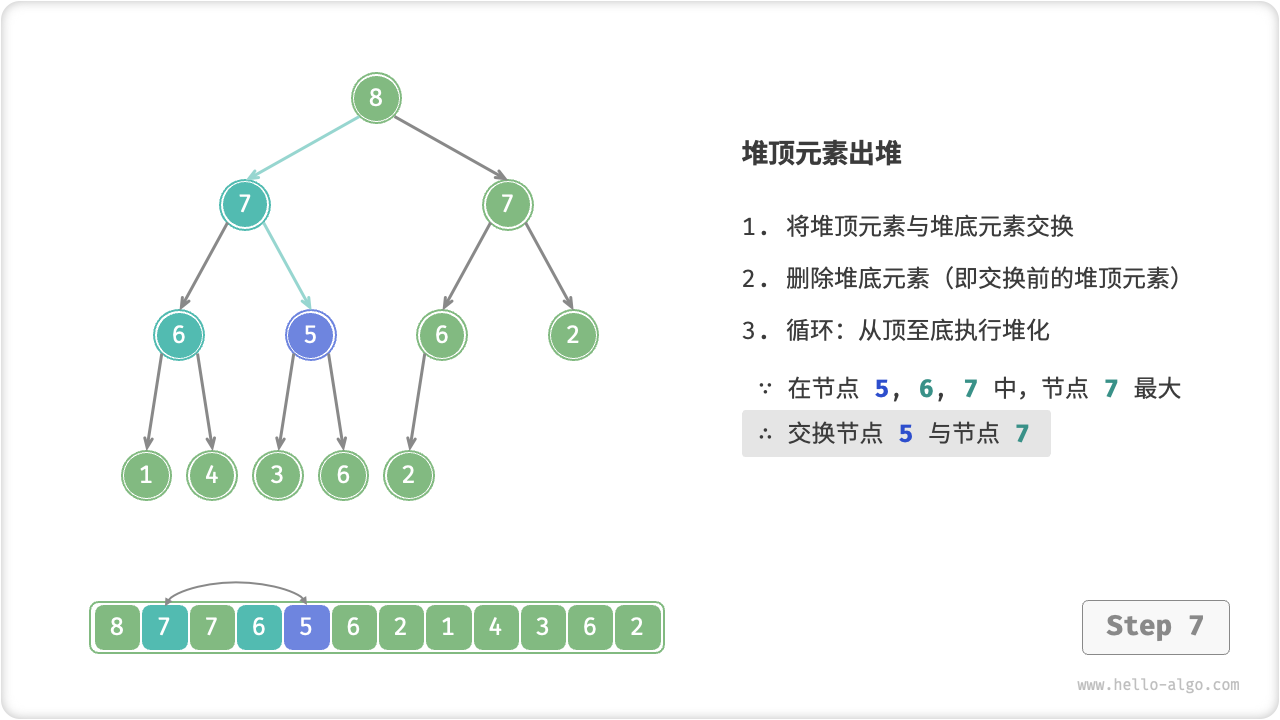 8
堆顶元素出堆
7 7
1. 将堆顶元素与堆底元素交换
2. 删除堆底元素（即交换前的堆顶元素）
3. 循环：从顶至底执行堆化
6 5 6 2
∵ 在节点 5, 6, 7 中，节点 7 最大
∴ 交换节点 5 与节点 7
1 4 3 6 2
8 7 7 6 5 6 2 1 4 3 6 2
Step 7
www.hello-algo.com